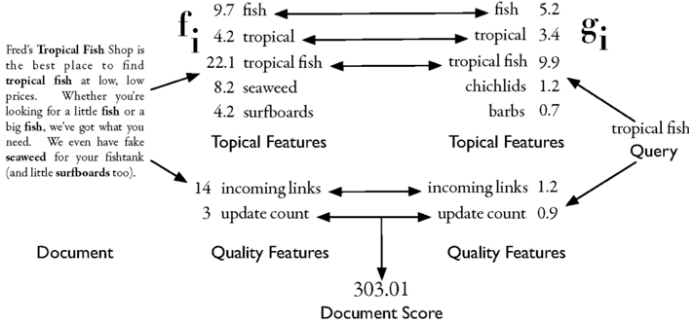 f i
9.7 fish
fish 5.2
g i
4.2 tropical
tropical 3.4
22.1 tropical fish
tropical fish 9.9
8.2 seaweed
chichlids 1.2
4.2 surfboards
barbs 0.7
Topical Features
Topical Features
Fred's Tropical Fish Shop is
the best place to find
tropical fish at low, low
prices. Whether you're
looking for a little fish or a
big fish, we've got what you
need. We even have fake
seaweed for your fishtank
(and little surfboards too).
tropical fish
Query
14 incoming links
incoming links 1.2
3 update count
update count 0.9
Document
Quality Features
Quality Features
303.01
Document Score